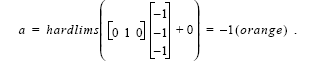 a = hardlims([0 1 0][-1 -1 -1] + 0) = −1(orange) .